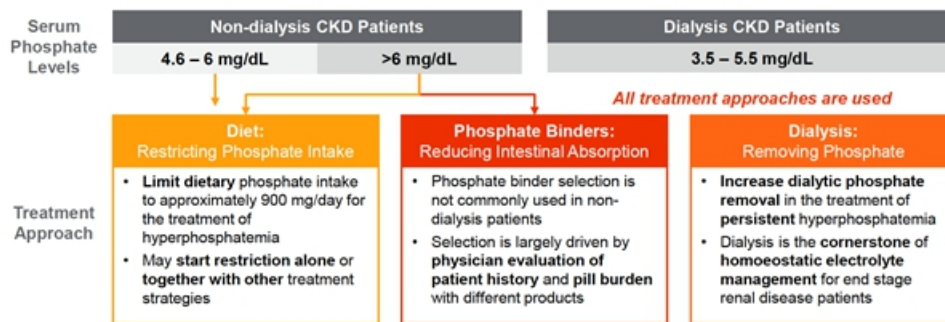 Serum
Phosphate
Levels
Non-dialysis CKD Patients
4.6 – 6 mg/dL
>6 mg/dL
Dialysis CKD Patients
3.5 – 5.5 mg/dL
All treatment approaches are used
Treatment
Approach
Diet:
Restricting Phosphate Intake
• Limit dietary phosphate intake
to approximately 900 mg/day for
the treatment of
hyperphosphatemia
• May start restriction alone or
together with other treatment
strategies
Phosphate Binders:
Reducing Intestinal Absorption
• Phosphate binder selection is
not commonly used in non-
dialysis patients
• Selection is largely driven by
physician evaluation of
patient history and pill burden
with different products
Dialysis:
Removing Phosphate
• Increase dialytic phosphate
removal in the treatment of
persistent hyperphosphatemia
• Dialysis is the cornerstone of
homoeostatic electrolyte
management for end stage
renal disease patients